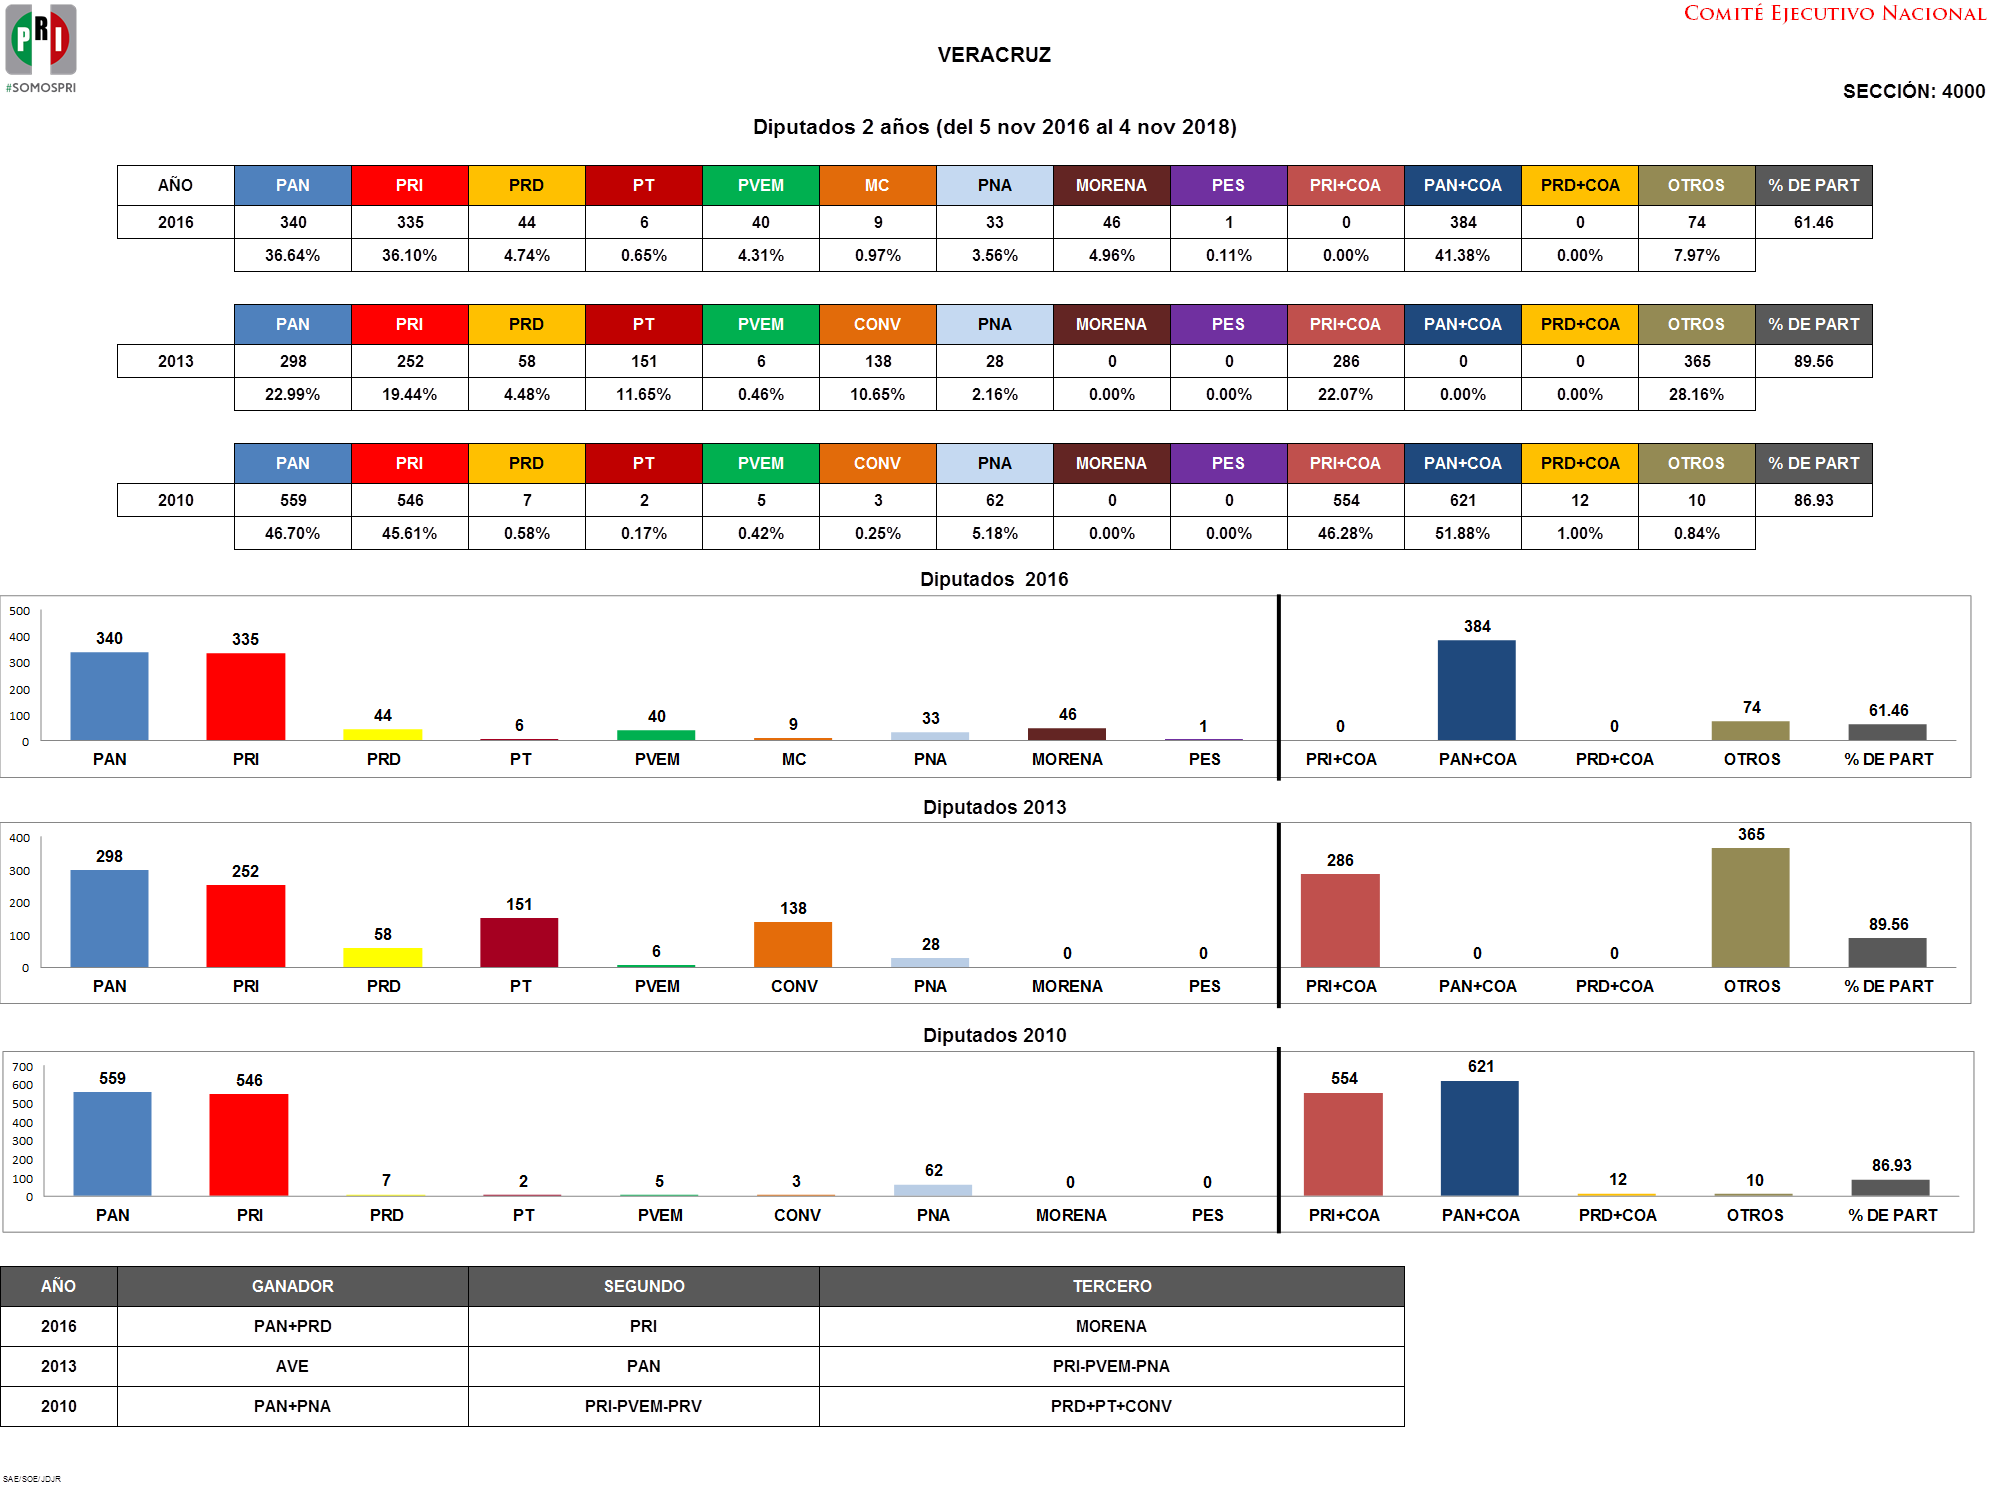 COMITÉ EJECUTIVO NACIONAL
PRI
#SOMOSPRI
VERACRUZ
SECCIÓN: 4000
Diputados 2 años (del 5 nov 2016 al 4 nov 2018)
AÑO PAN PRI PRD PT PVEM MC PNA MORENA PES PRI+COA PAN+COA PRD+COA OTROS % DE PART
2016 340 335 44 6 40 9 33 46 1 0 384 0 74 61.46
36.64% 36.10% 4.74% 0.65% 4.31% 0.97% 3.56% 4.96% 0.11% 0.00% 41.38% 0.00% 7.97%
PAN PRI PRD PT PVEM CONV PNA MORENA PES PRI+COA PAN+COA PRD+COA OTROS % DE PART
2013 298 252 58 151 6 138 28 0 0 286 0 0 365 89.56
22.99% 19.44% 4.48% 11.65% 0.46% 10.65% 2.16% 0.00% 0.00% 22.07% 0.00% 0.00% 28.16%
PAN PRI PRD PT PVEM CONV PNA MORENA PES PRI+COA PAN+COA PRD+COA OTROS % DE PART
2010 559 546 7 2 5 3 62 0 0 554 621 12 10 86.93
46.70% 45.61% 0.58% 0.17% 0.42% 0.25% 5.18% 0.00% 0.00% 46.28% 51.88% 1.00% 0.84%
Diputados 2016
500
400
300
200
100
0
340 335 44 6 40 9 33 46 1 0 384 0 74 61.46
PAN PRI PRD PT PVEM MC PNA MORENA PES PRI+COA PAN+COA PRD+COA OTROS % DE PART
Diputados 2013
400
300
200
100
0
298 252 58 151 6 138 28 0 0 286 0 0 365 89.56
PAN PRI PRD PT PVEM CONV PNA MORENA PES PRI+COA PAN+COA PRD+COA OTROS % DE PART
Diputados 2010
700
600
500
400
300
200
100
0
559 546 7 2 5 3 62 0 0 554 621 12 10 86.93
PAN PRI PRD PT PVEM CONV PNA MORENA PES PRI+COA PAN+COA PRD+COA OTROS % DE PART
AÑO GANADOR SEGUNDO TERCERO
2016 PAN+PRD PRI MORENA
2013 AVE PAN PRI-PVEM-PNA
2010 PAN+PNA PRI-PVEM-PRV PRD+PT+CONV
SAE/SOE/JDJR